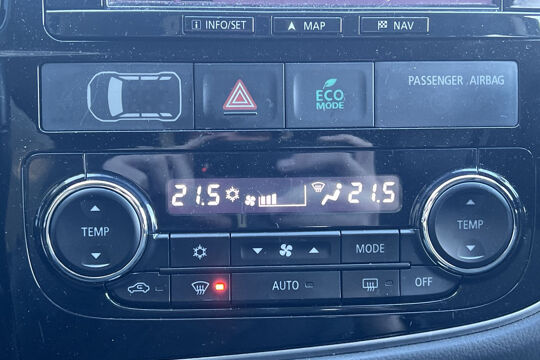 INFO/SET MAP NAV
ECO MODE PASSENGER AIRBAG
21.5 21.5
TEMP TEMP
MODE
AUTO OFF